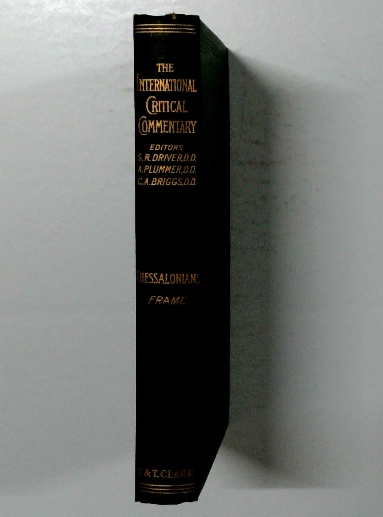 THE
INTERNATIONAL
CRITICAL
COMMENTARY
EDITORS
S.R. DRIVER, D.D.
A. PLUMMER, D.D.
C.A. BRIGGS, D.D.
THESSALONIANS
FRAME
T&T. CLARK